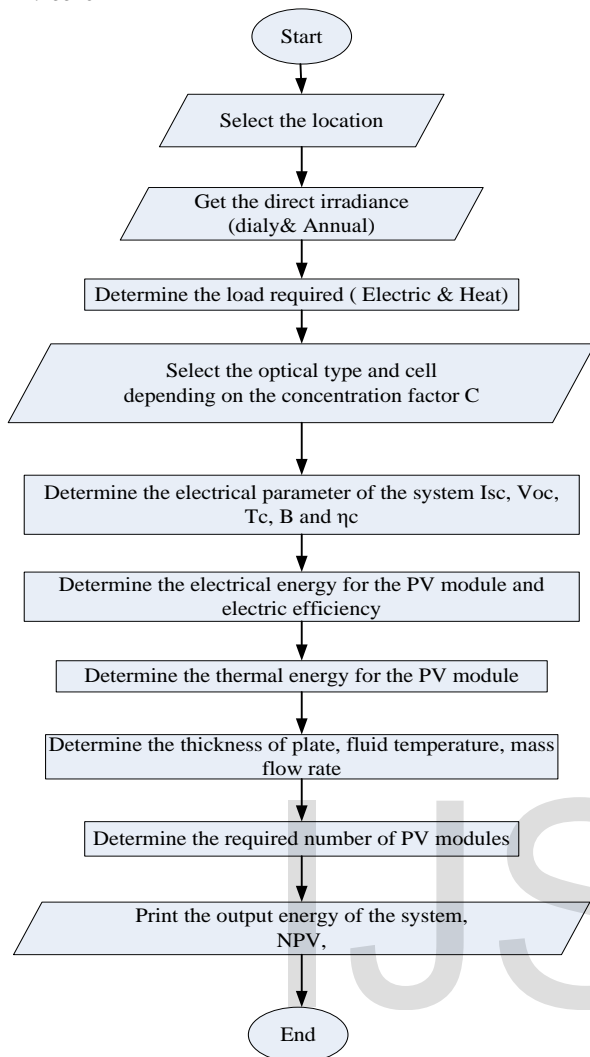 Start
Select the location
Get the direct irradiance
(dialy& Annual)
Determine the load required ( Electric & Heat)
Select the optical type and cell
depending on the concentration factor C
Determine the electrical parameter of the system Isc, Voc,
Tc, B and ηc
Determine the electrical energy for the PV module and
electric efficiency
Determine the thermal energy for the PV module
Determine the thickness of plate, fluid temperature, mass
flow rate
Determine the required number of PV modules
Print the output energy of the system,
NPV,
End
IJS